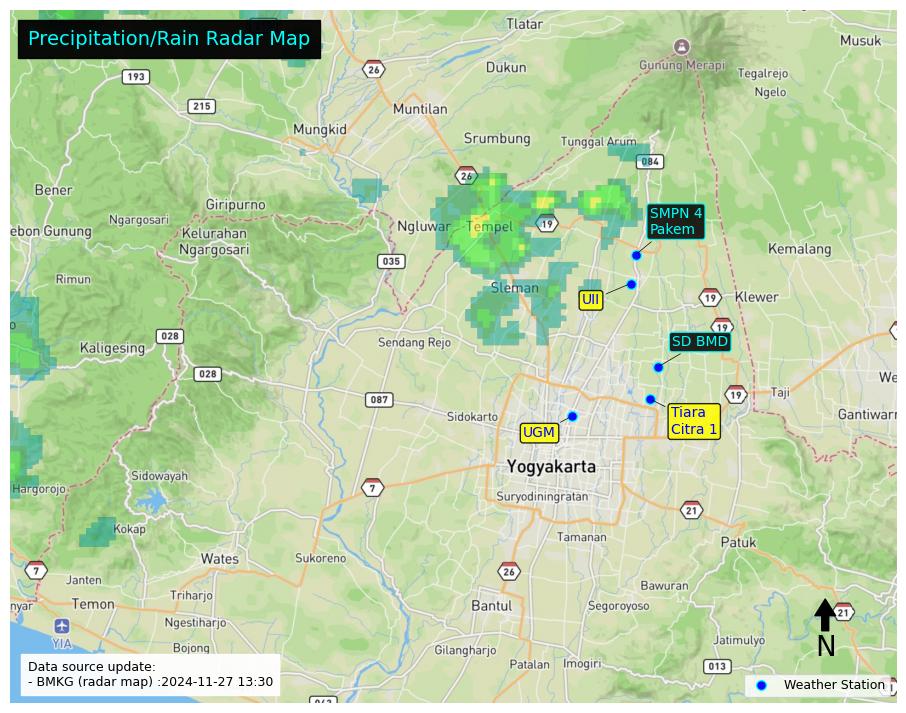 Precipitation/Rain Radar Map
Tlatar
Musuk
26
Gunung Merapi
193
Dukun
Tegalrejo
Ngelo
215
Muntilan
Mungkid
Srumbung
Tunggal Arum
084
26
Bener
Giripurno
SMPN 4
Pakem
Ngargosari
Ngluwar
Tempel
19
ebon Gunung
Kelurahan
Ngargosari
Kemalang
035
Rimun
Sleman
UII
19
Klewer
19
028
Sendang Rejo
SD BMD
Kaligesing
028
We
087
19
Taji
Sidokarto
Tiara
Citra 1
Gantiwarn
UGM
Yogyakarta
Sidowayah
Hargorojo
7
Suryodiningratan
21
Kokap
Tamanan
Patuk
Wates
Sukoreno
7
26
Janten
Bawuran
Triharjo
nyar
Temon
Bantul
Segoroyoso
21
Ngestiharjo
YIA
N
Bojong
Gilangharjo
Jatimulyo
Patalan
Imogiri
013
Data source update:
- BMKG (radar map) :2024-11-27 13:30
Weather Station